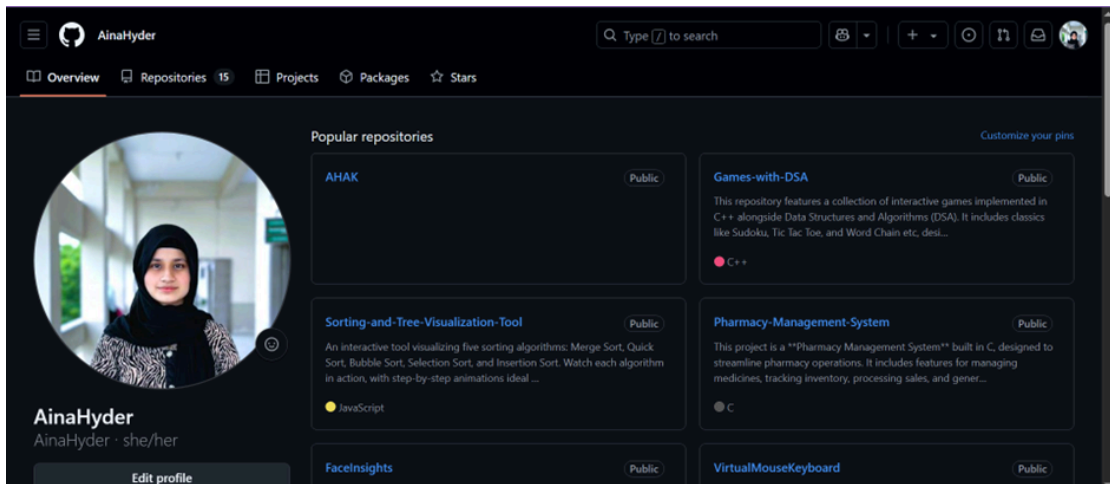 AinaHyder
Type / to search
Overview
Repositories 15
Projects
Packages
Stars
AinaHyder
AinaHyder · she/her
Edit profile
Popular repositories
Customize your pins
AHAK
Public
Games-with-DSA
Public
This repository features a collection of interactive games implemented in
C++ alongside Data Structures and Algorithms (DSA). It includes classics
like Sudoku, Tic Tac Toe, and Word Chain etc, desi...
C++
Sorting-and-Tree-Visualization-Tool
Public
An interactive tool visualizing five sorting algorithms: Merge Sort, Quick
Sort, Bubble Sort, Selection Sort, and Insertion Sort. Watch each algorithm
in action, with step-by-step animations ideal ...
JavaScript
Pharmacy-Management-System
Public
This project is a **Pharmacy Management System** built in C, designed to
streamline pharmacy operations. It includes features for managing
medicines, tracking inventory, processing sales, and gener...
C
FaceInsights
Public
VirtualMouseKeyboard
Public